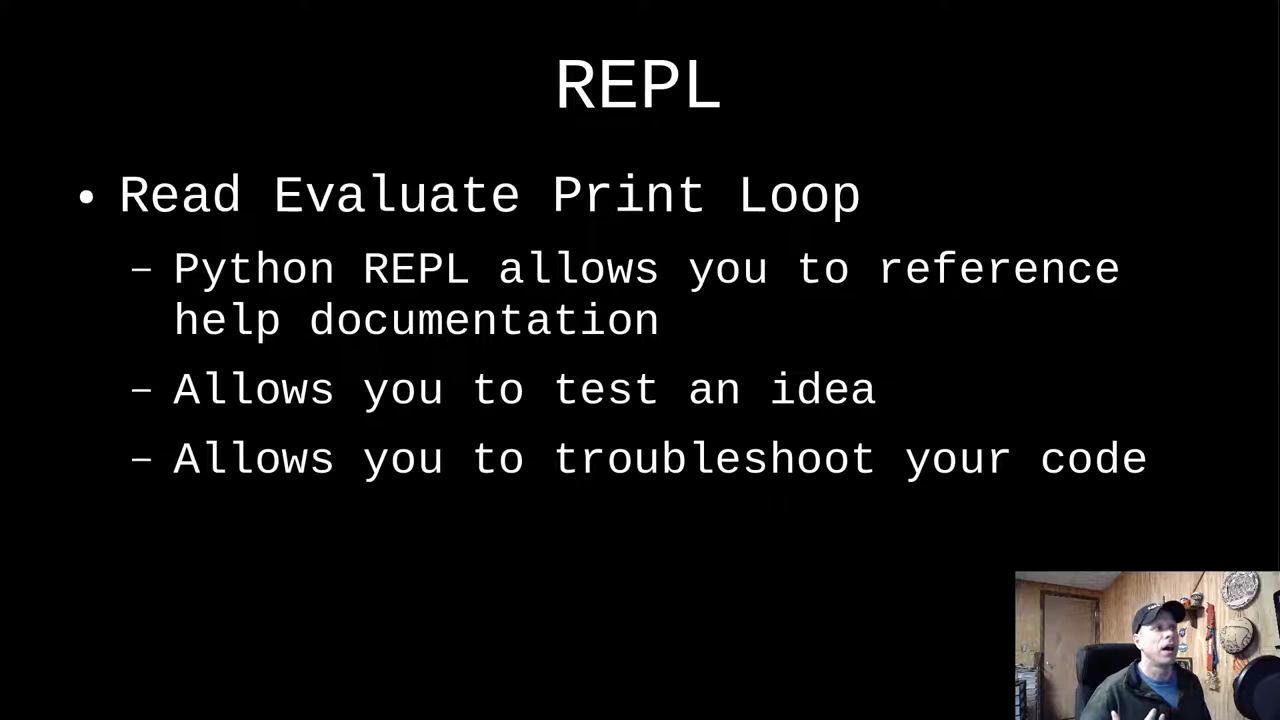 REPL
• Read Evaluate Print Loop
– Python REPL allows you to reference
help documentation
– Allows you to test an idea
– Allows you to troubleshoot your code